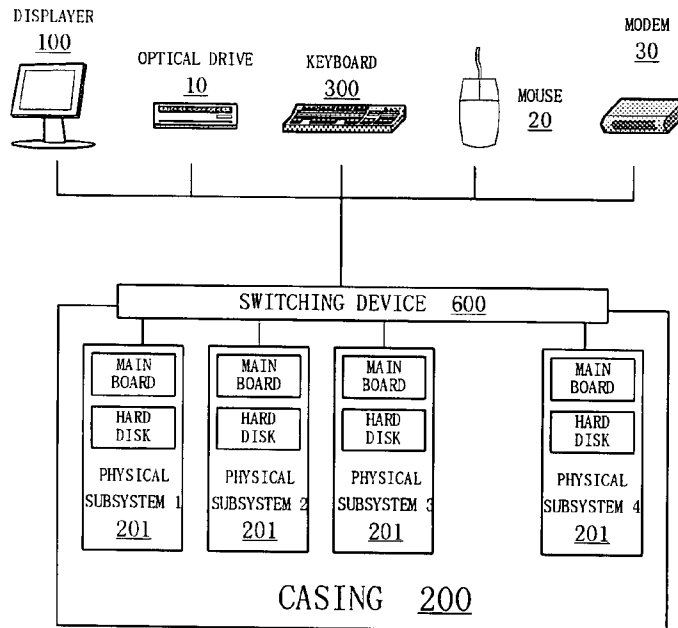 DISPLAYER
100
OPTICAL DRIVE
10
KEYBOARD
300
MOUSE
20
MODEM
30
SWITCHING DEVICE 600
MAIN
BOARD
HARD
DISK
PHYSICAL
SUBSYSTEM 1
201
MAIN
BOARD
HARD
DISK
PHYSICAL
SUBSYSTEM 2
201
MAIN
BOARD
HARD
DISK
PHYSICAL
SUBSYSTEM 3
201
MAIN
BOARD
HARD
DISK
PHYSICAL
SUBSYSTEM 4
201
CASING 200